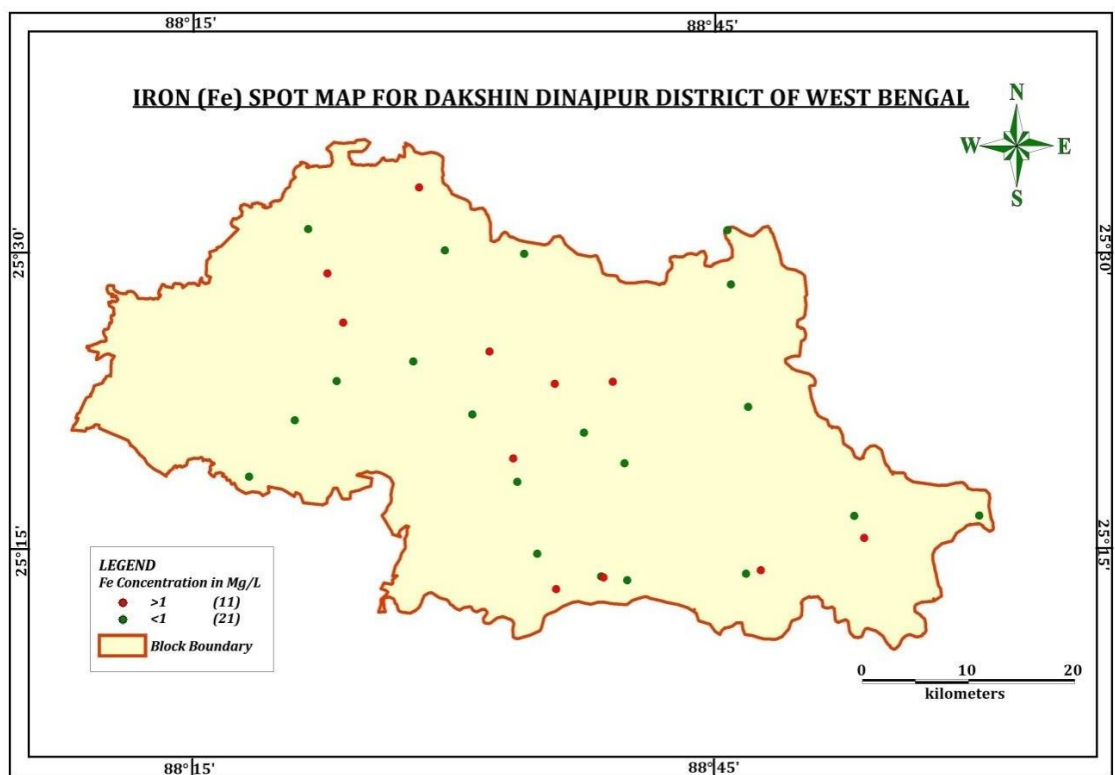 88°15' 88°45'
IRON (Fe) SPOT MAP FOR DAKSHIN DINAJPUR DISTRICT OF WEST BENGAL
N
W E
S
25°30' 25°30'
25°15' 25°15'
LEGEND
Fe Concentration in Mg/L
>1 (11)
<1 (21)
Block Boundary
0 10 20
kilometers
88°15' 88°45'